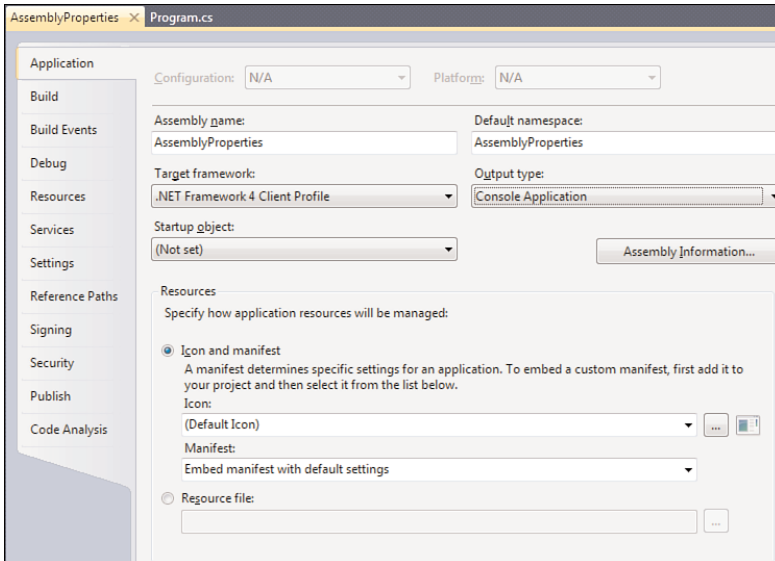 AssemblyProperties Program.cs
Application
Build
Build Events
Debug
Resources
Services
Settings
Reference Paths
Signing
Security
Publish
Code Analysis
Configuration: N/A Platform: N/A
Assembly name: Default namespace:
AssemblyProperties AssemblyProperties
Target framework: Output type:
.NET Framework 4 Client Profile Console Application
Startup object:
(Not set) Assembly Information...
Resources
Specify how application resources will be managed:
Icon and manifest
A manifest determines specific settings for an application. To embed a custom manifest, first add it to
your project and then select it from the list below.
Icon:
(Default Icon) ...
Manifest:
Embed manifest with default settings
Resource file:
...